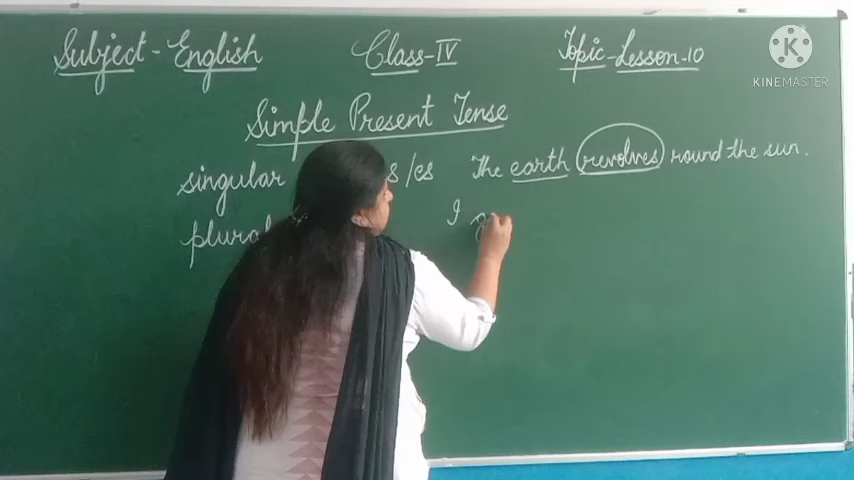 Subject - English Class - IV Topic - Lesson - 10
Simple Present Tense
singular s/es The earth revolves round the sun.
plural I
KINEMASTER